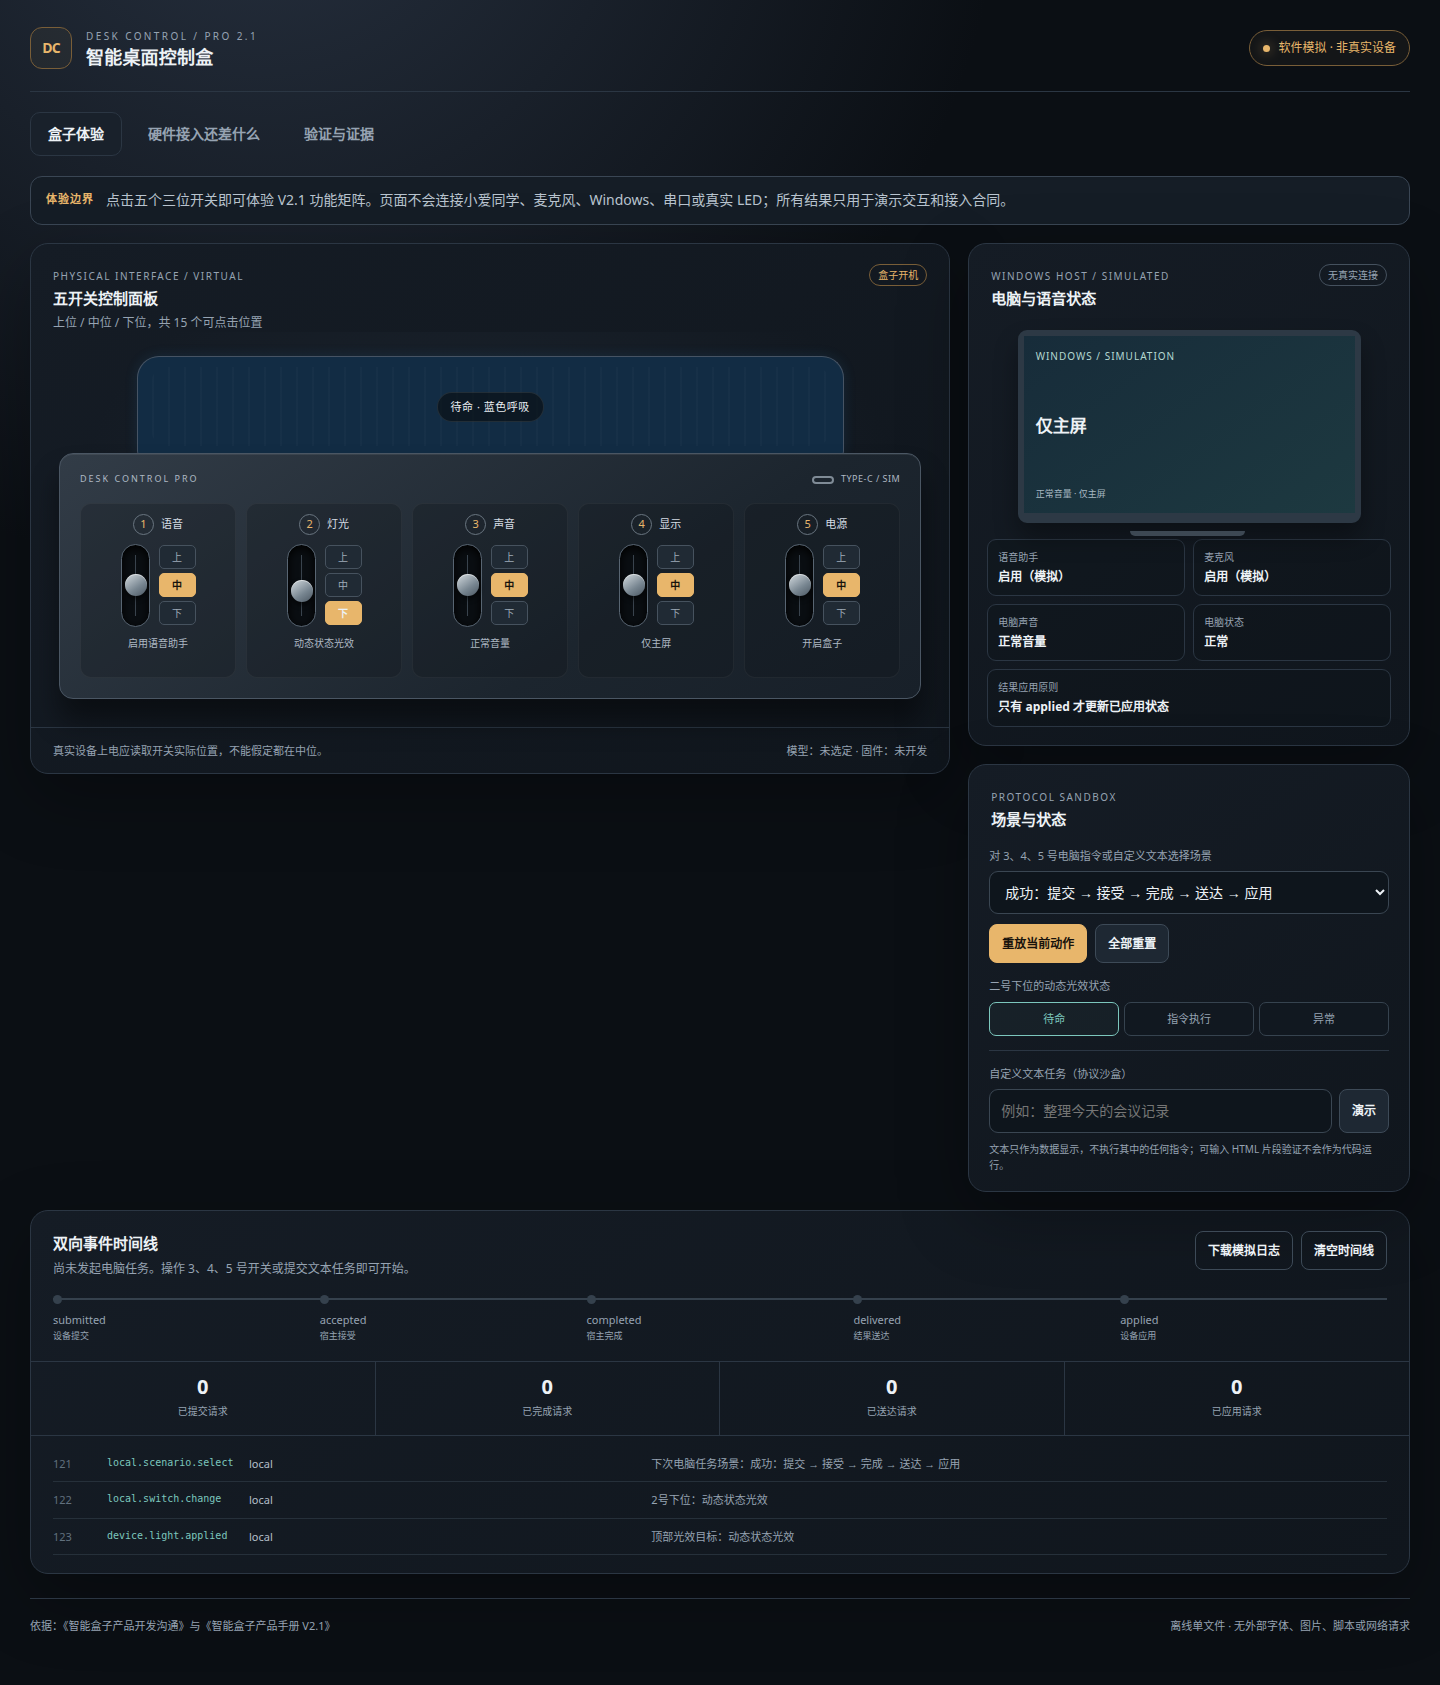 DC
DESK CONTROL / PRO 2.1
智能桌面控制盒
软件模拟 · 非真实设备
盒子体验
硬件接入还差什么
验证与证据
体验边界
点击五个三位开关即可体验 V2.1 功能矩阵。页面不会连接小爱同学、麦克风、Windows、串口或真实 LED；所有结果只用于演示交互和接入合同。
PHYSICAL INTERFACE / VIRTUAL
五开关控制面板
上位 / 中位 / 下位，共 15 个可点击位置
盒子开机
待命 · 蓝色呼吸
DESK CONTROL PRO
TYPE-C / SIM
1 语音
上
中
下
启用语音助手
2 灯光
上
中
下
动态状态光效
3 声音
上
中
下
正常音量
4 显示
上
中
下
仅主屏
5 电源
上
中
下
开启盒子
真实设备上电应读取开关实际位置，不能假定都在中位。
模型：未选定 · 固件：未开发
WINDOWS HOST / SIMULATED
电脑与语音状态
无真实连接
WINDOWS / SIMULATION
仅主屏
正常音量 · 仅主屏
语音助手
启用（模拟）
麦克风
启用（模拟）
电脑声音
正常音量
电脑状态
正常
结果应用原则
只有 applied 才更新已应用状态
PROTOCOL SANDBOX
场景与状态
对 3、4、5 号电脑指令或自定义文本选择场景
成功：提交 → 接受 → 完成 → 送达 → 应用
重放当前动作
全部重置
二号下位的动态光效状态
待命
指令执行
异常
自定义文本任务（协议沙盒）
例如：整理今天的会议记录
演示
文本只作为数据显示，不执行其中的任何指令；可输入 HTML 片段验证不会作为代码运
行。
双向事件时间线
尚未发起电脑任务。操作 3、4、5 号开关或提交文本任务即可开始。
下载模拟日志
清空时间线
submitted
设备提交
accepted
宿主接受
completed
宿主完成
delivered
结果送达
applied
设备应用
0
已提交请求
0
已完成请求
0
已送达请求
0
已应用请求
121 local.scenario.select local 下次电脑任务场景：成功：提交 → 接受 → 完成 → 送达 → 应用
122 local.switch.change local 2号下位：动态状态光效
123 device.light.applied local 顶部光效目标：动态状态光效
依据：《智能盒子产品开发沟通》与《智能盒子产品手册 V2.1》
离线单文件 · 无外部字体、图片、脚本或网络请求